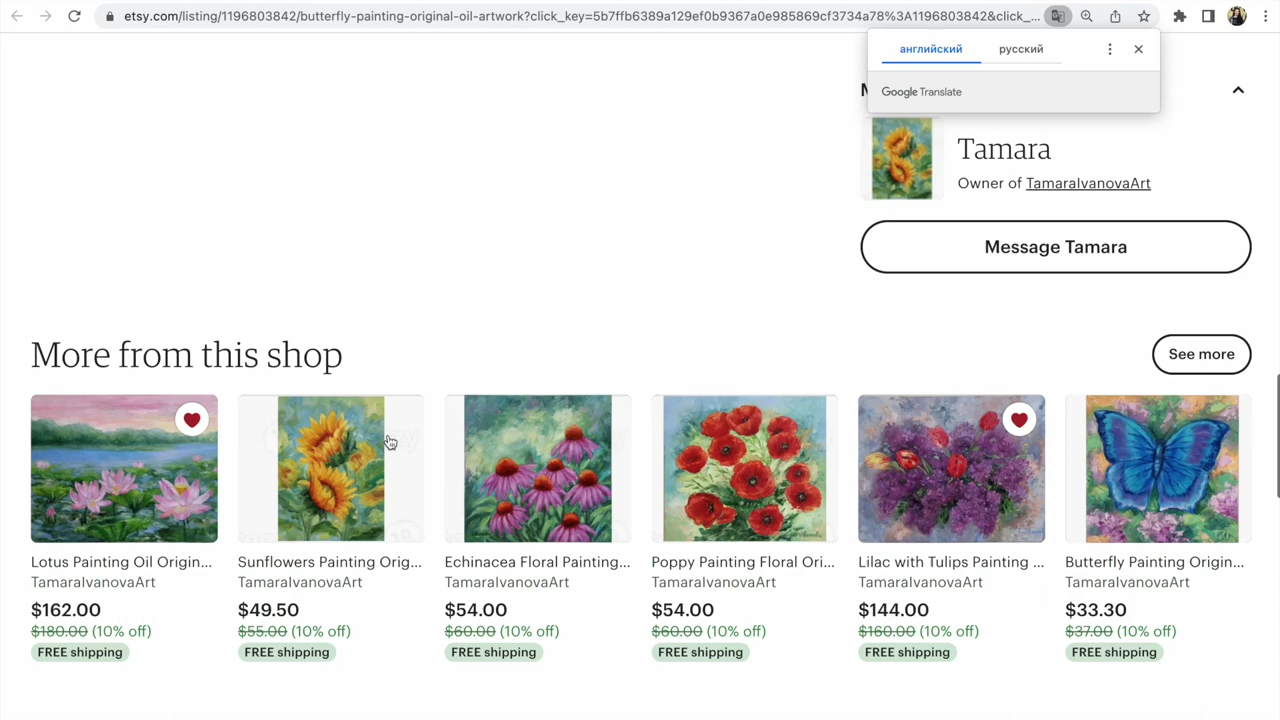 etsy.com/listing/1196803842/butterfly-painting-original-oil-artwork?click_key=5b7ffb6389a129ef0b9367a0e985869cf3734a78%3A1196803842&click_...
английский русский
Google Translate
Tamara
Owner of TamaraIvanovaArt
Message Tamara
More from this shop
See more
Lotus Painting Oil Origin...
TamaraIvanovaArt
$162.00
$180.00 (10% off)
FREE shipping
Sunflowers Painting Orig...
TamaraIvanovaArt
$49.50
$55.00 (10% off)
FREE shipping
Echinacea Floral Painting...
TamaraIvanovaArt
$54.00
$60.00 (10% off)
FREE shipping
Poppy Painting Floral Ori...
TamaraIvanovaArt
$54.00
$60.00 (10% off)
FREE shipping
Lilac with Tulips Painting ...
TamaraIvanovaArt
$144.00
$160.00 (10% off)
FREE shipping
Butterfly Painting Origin...
TamaraIvanovaArt
$33.30
$37.00 (10% off)
FREE shipping